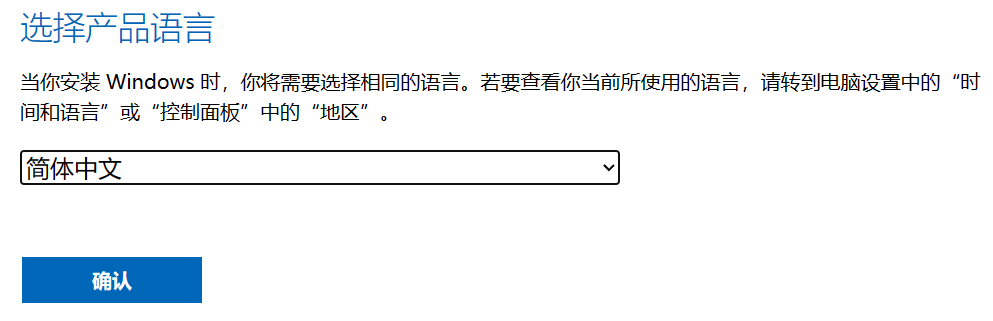 选择产品语言
当你安装 Windows 时，你将需要选择相同的语言。若要查看你当前所使用的语言，请转到电脑设置中的“时
间和语言”或“控制面板”中的“地区”。
简体中文
确认